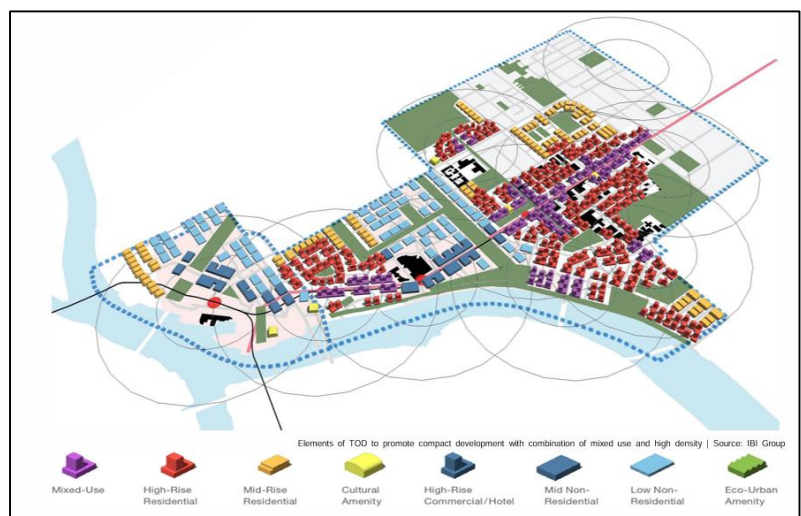 Elements of TOD to promote compact development with combination of mixed use and high density | Source: IBI Group
Mixed-Use
High-Rise
Residential
Mid-Rise
Residential
Cultural
Amenity
High-Rise
Commercial/Hotel
Mid Non-
Residential
Low Non-
Residential
Eco-Urban
Amenity